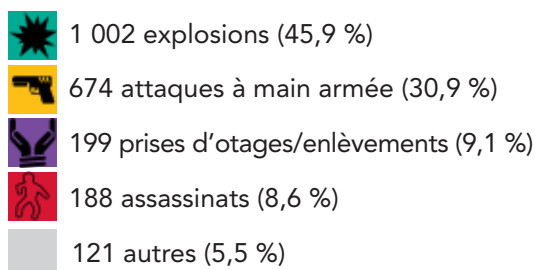 1 002 explosions (45,9 %)
674 attaques à main armée (30,9 %)
199 prises d’otages/enlèvements (9,1 %)
188 assassinats (8,6 %)
121 autres (5,5 %)